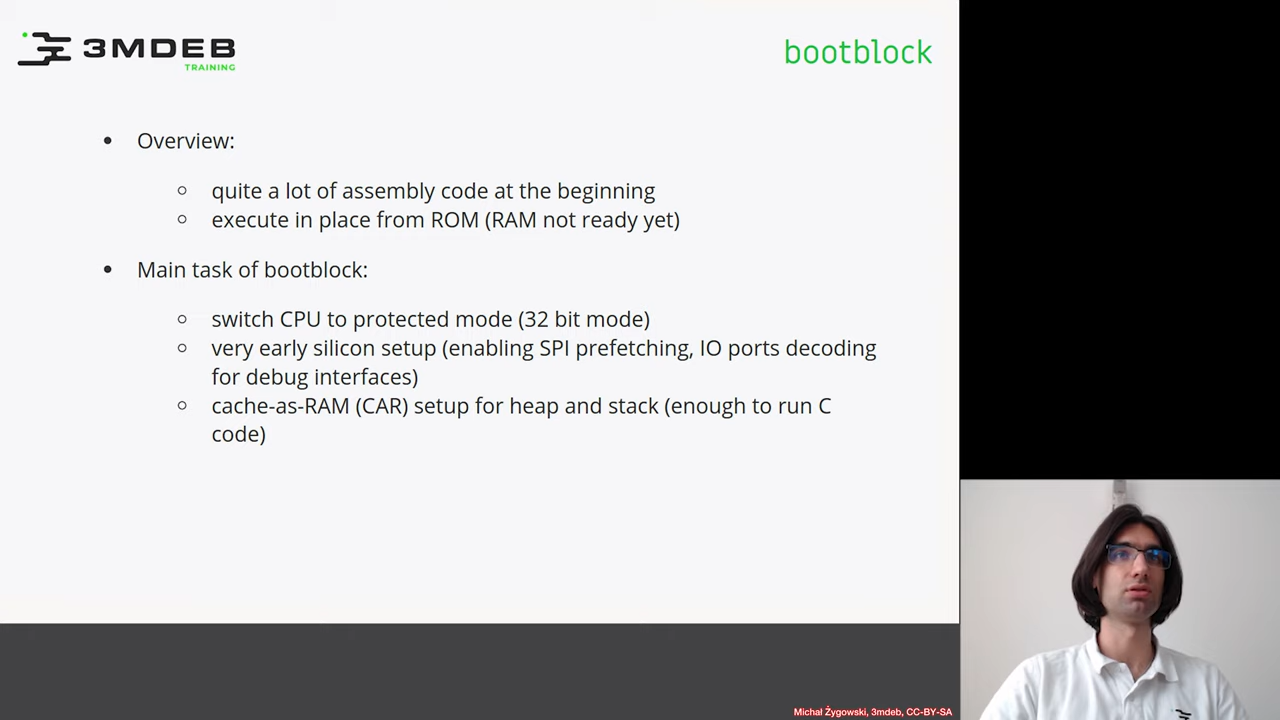 3MDEB
TRAINING
bootblock
Overview:
quite a lot of assembly code at the beginning
execute in place from ROM (RAM not ready yet)
Main task of bootblock:
switch CPU to protected mode (32 bit mode)
very early silicon setup (enabling SPI prefetching, IO ports decoding
for debug interfaces)
cache-as-RAM (CAR) setup for heap and stack (enough to run C
code)
Michał Żygowski, 3mdeb, CC-BY-SA